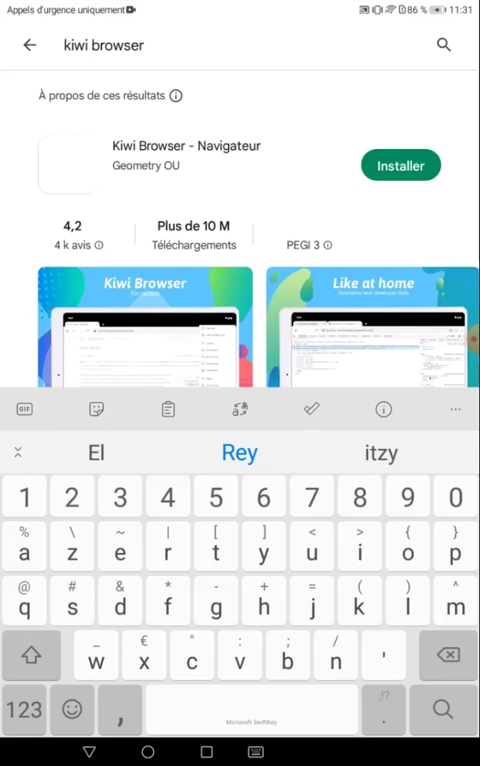 Appels d'urgence uniquement 86 % 11:31
kiwi browser
À propos de ces résultats
Kiwi Browser - Navigateur
Geometry OU
Installer
4,2
4 k avis
Plus de 10 M
Téléchargements
PEGI 3
Kiwi Browser
Like at home
GIF
El Rey itzy
1 2 3 4 5 6 7 8 9 0
% \ ~ | [ ] < > { }
a z e r t y u i o p
@ # & * - + = ( ) ^
q s d f g h j k l m
_ € " : ; /
w x c v b n '
123 , Microsoft SwiftKey ,!? .